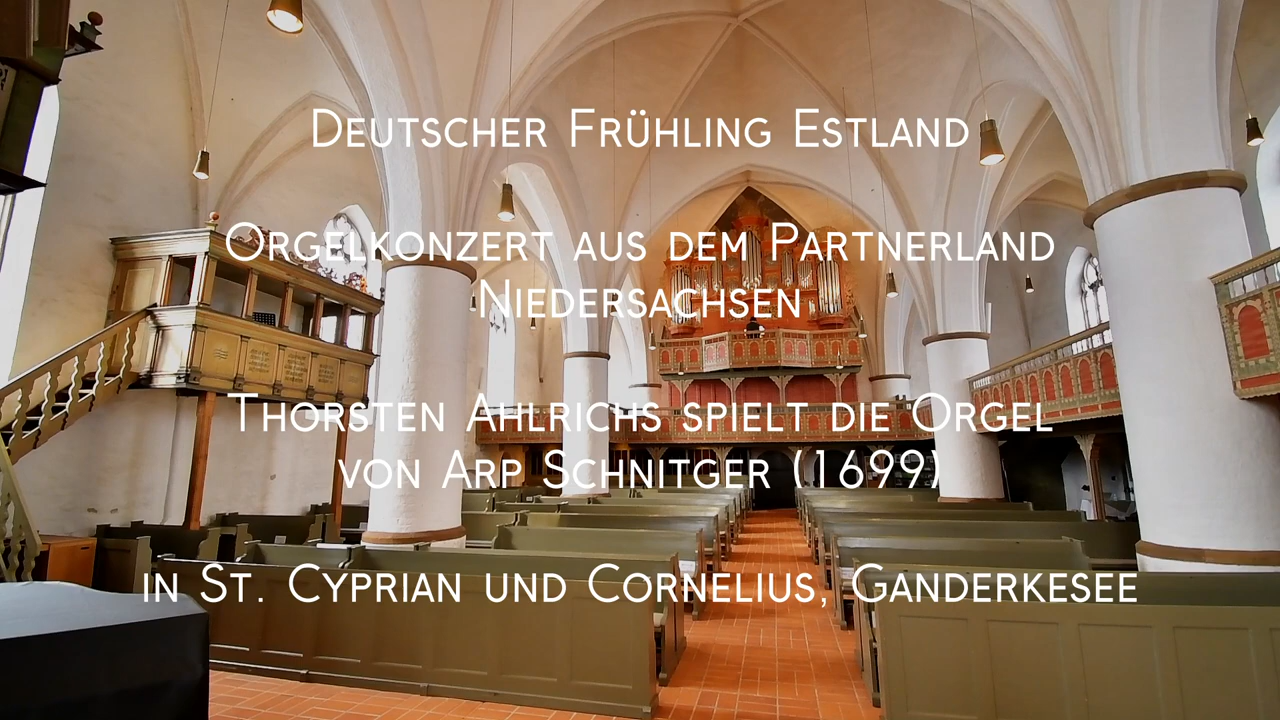 Deutscher Frühling Estland
Orgelkonzert aus dem Partnerland
Niedersachsen
Thorsten Ahlrichs spielt die Orgel
von Arp Schnitger (1699)
in St. Cyprian und Cornelius, Ganderkesee